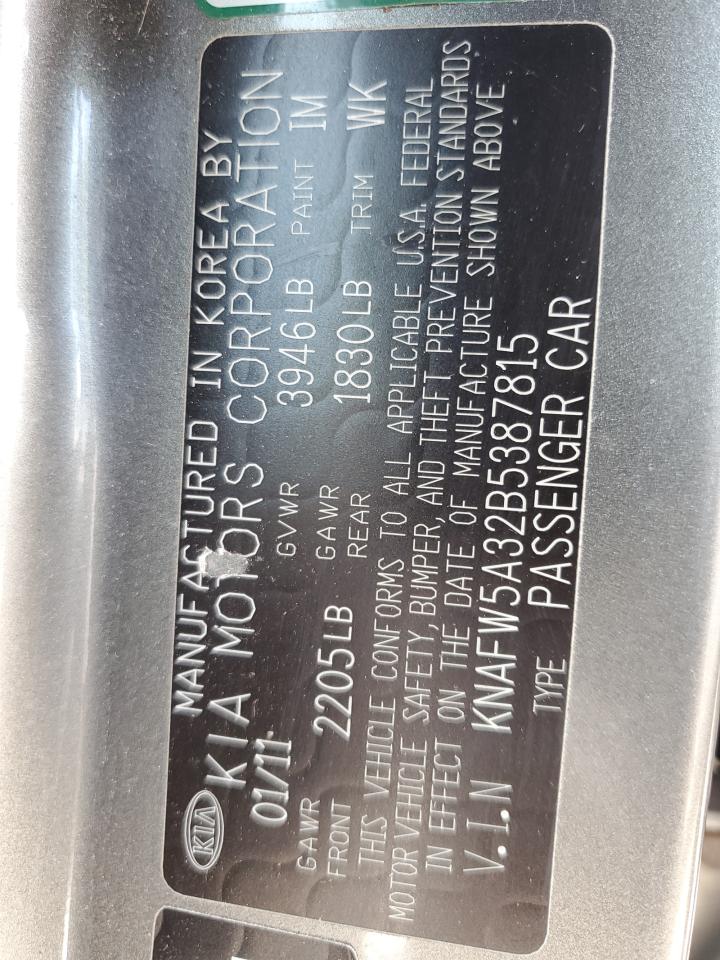 KIA
MANUFACTURED IN KOREA BY
KIA MOTORS CORPORATION
01/11 GVWR 3946LB PAINT IM
GAWR FRONT 2205LB GAWR REAR 1830LB TRIM WK
THIS VEHICLE CONFORMS TO ALL APPLICABLE U.S.A. FEDERAL
MOTOR VEHICLE SAFETY, BUMPER, AND THEFT PREVENTION STANDARDS
IN EFFECT ON THE DATE OF MANUFACTURE SHOWN ABOVE
V.I.N KNAFW5A32B5387815
TYPE PASSENGER CAR